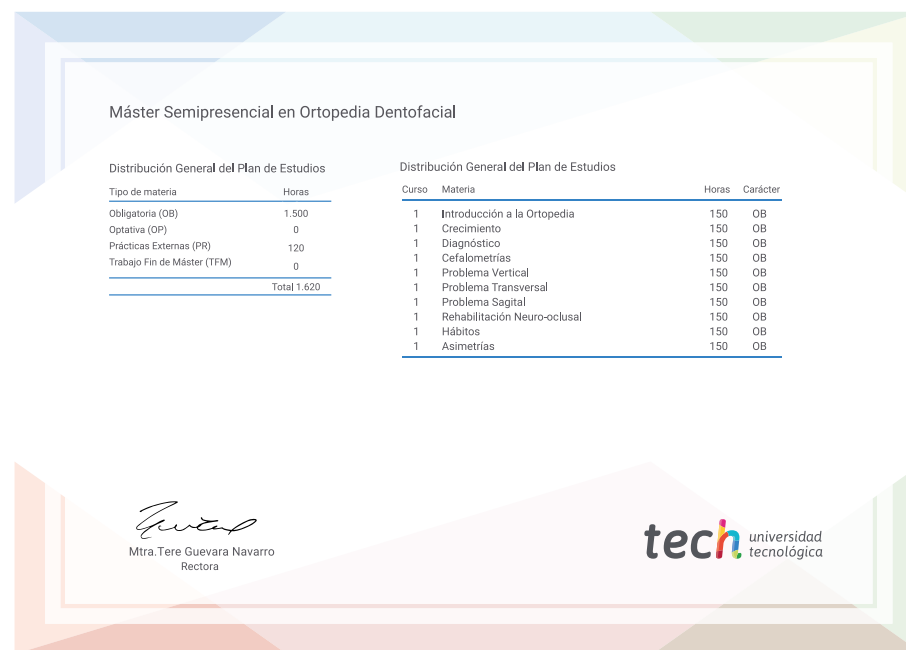 Máster Semipresencial en Ortopedia Dentofacial
Distribución General del Plan de Estudios
Tipo de materia Horas
Obligatoria (OB) 1.500
Optativa (OP) 0
Prácticas Externas (PR) 120
Trabajo Fin de Máster (TFM) 0
Total 1.620
Distribución General del Plan de Estudios
Curso Materia Horas Carácter
1 Introducción a la Ortopedia 150 OB
1 Crecimiento 150 OB
1 Diagnóstico 150 OB
1 Cefalometrías 150 OB
1 Problema Vertical 150 OB
1 Problema Transversal 150 OB
1 Problema Sagital 150 OB
1 Rehabilitación Neuro-oclusal 150 OB
1 Hábitos 150 OB
1 Asimetrías 150 OB
Mtra.Tere Guevara Navarro
Rectora
tech universidad
tecnológica